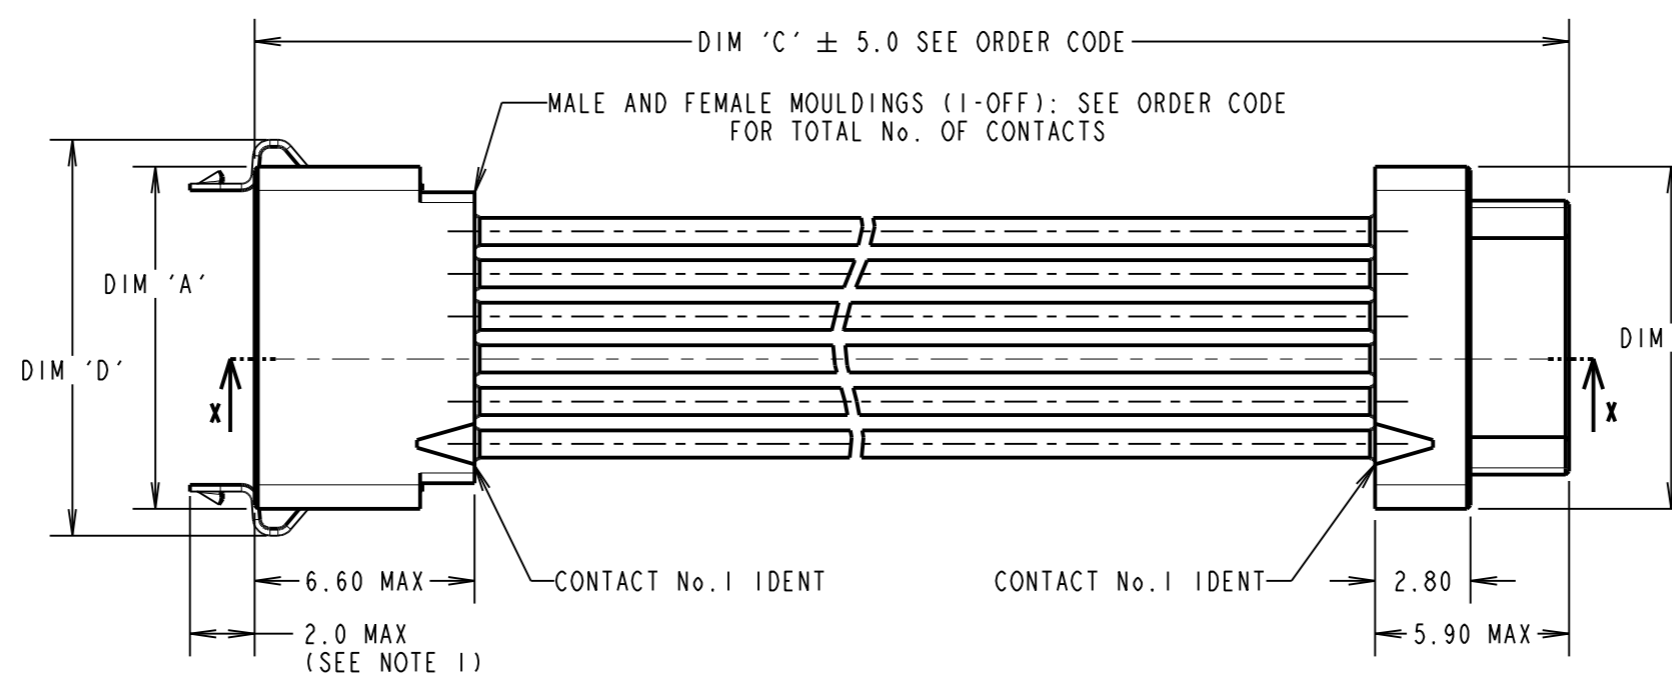 DIM 'C' ± 5.0 SEE ORDER CODE
MALE AND FEMALE MOULDINGS (1-OFF): SEE ORDER CODE
FOR TOTAL No. OF CONTACTS
DIM 'A'
DIM 'D'
DIM
X
X
6.60 MAX
CONTACT No.1 IDENT
CONTACT No.1 IDENT
2.80
2.0 MAX
(SEE NOTE 1)
5.90 MAX